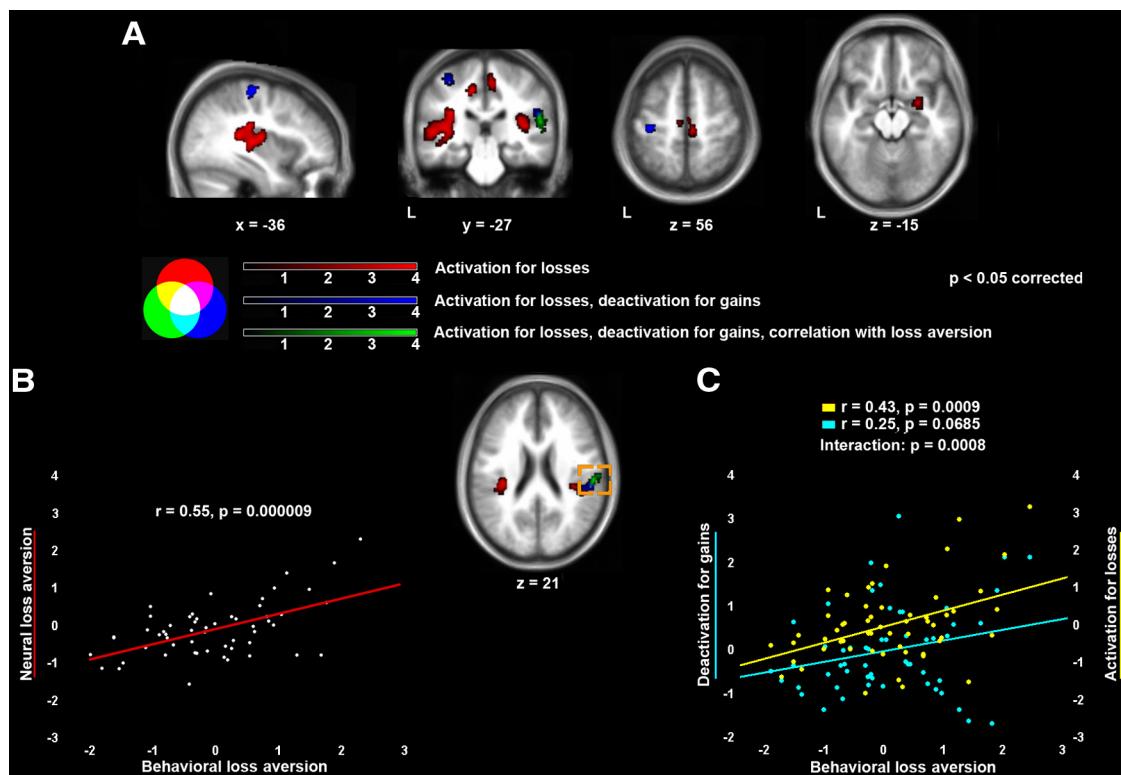 A
L
L
L
x = -36
y = -27
z = 56
z = -15
1 2 3 4
Activation for losses
p < 0.05 corrected
1 2 3 4
Activation for losses, deactivation for gains
1 2 3 4
Activation for losses, deactivation for gains, correlation with loss aversion
B
Neural loss aversion
4
3
2
1
0
-1
-2
-3
r = 0.55, p = 0.000009
-2 -1 0 1 2 3
Behavioral loss aversion
z = 21
C
r = 0.43, p = 0.0009
r = 0.25, p = 0.0685
Interaction: p = 0.0008
Deactivation for gains
4
3
2
1
0
-1
-2
4
3
2
1
0
-1
-2
-3
Activation for losses
-2 -1 0 1 2 3
Behavioral loss aversion